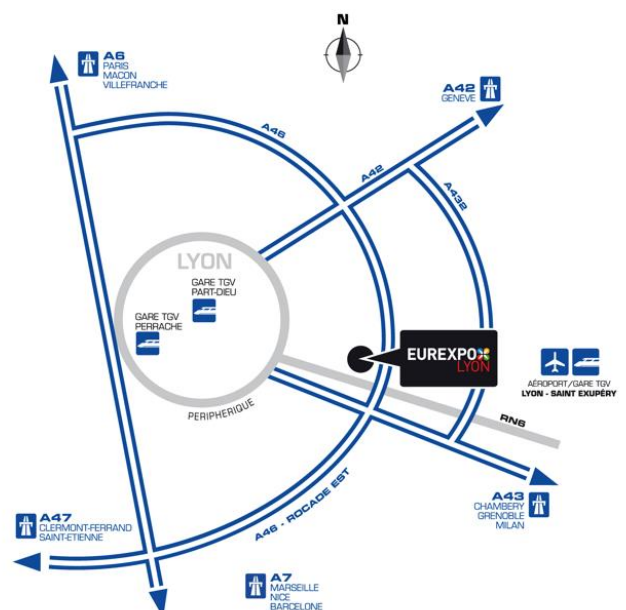 N
A6
PARIS
MACON
VILLEFRANCHE
A42
GENEVE
A46
A42
A432
LYON
GARE TGV
PART-DIEU
GARE TGV
PERRACHE
EUREXPO
LYON
AÉROPORT/GARE TGV
LYON - SAINT EXUPÉRY
PERIPHERIQUE
RN6
A46 - ROCADE EST
A43
CHAMBERY
GRENOBLE
MILAN
A47
CLERMONT-FERRAND
SAINT-ETIENNE
A7
MARSEILLE
NICE
BARCELONE